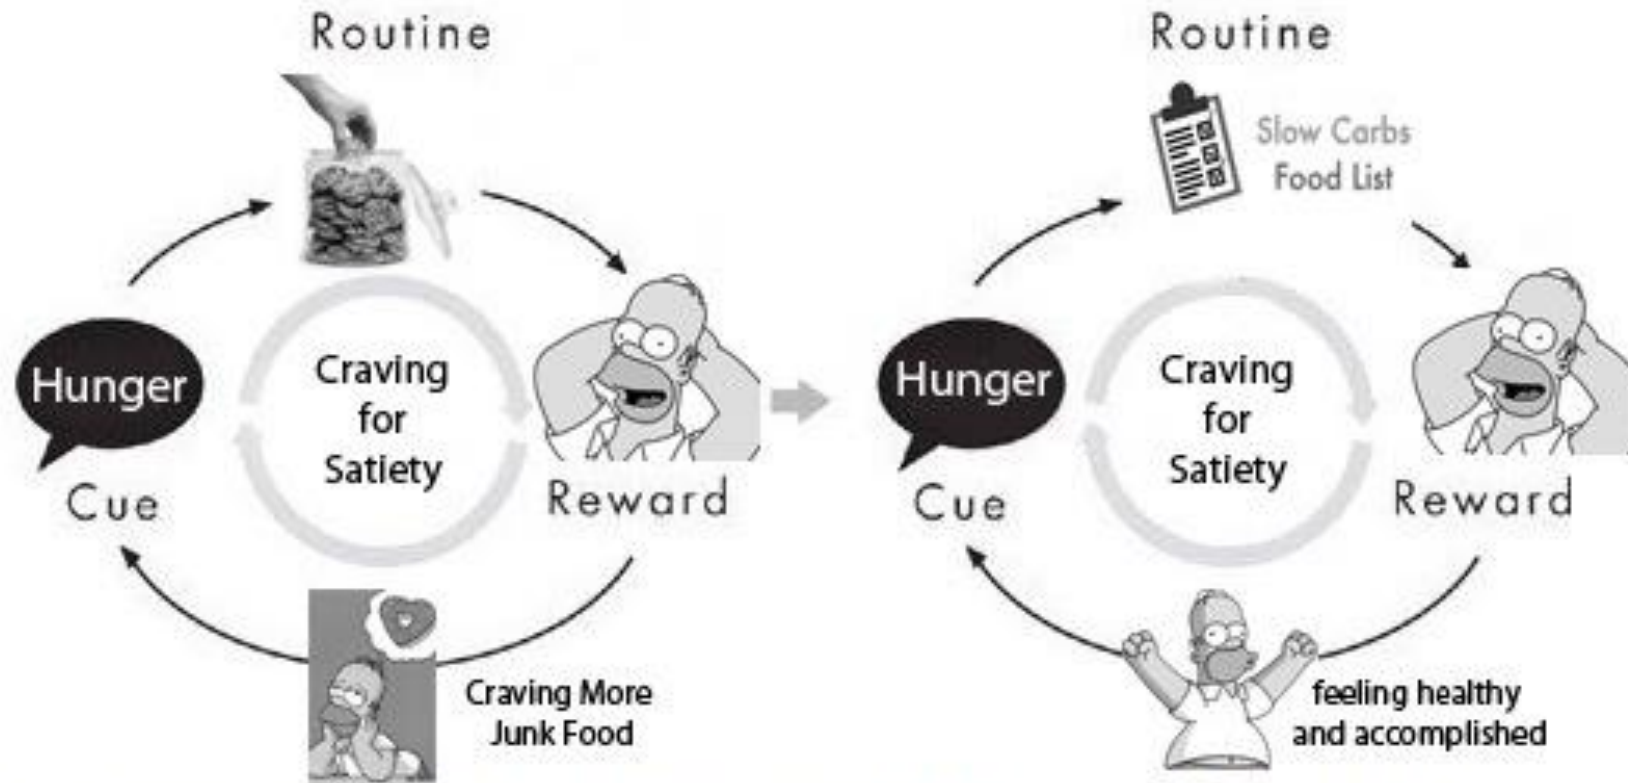 Routine
Hunger
Cue
Craving
for
Satiety
Reward
Craving More
Junk Food
Routine
Slow Carbs
Food List
Hunger
Cue
Craving
for
Satiety
Reward
feeling healthy
and accomplished